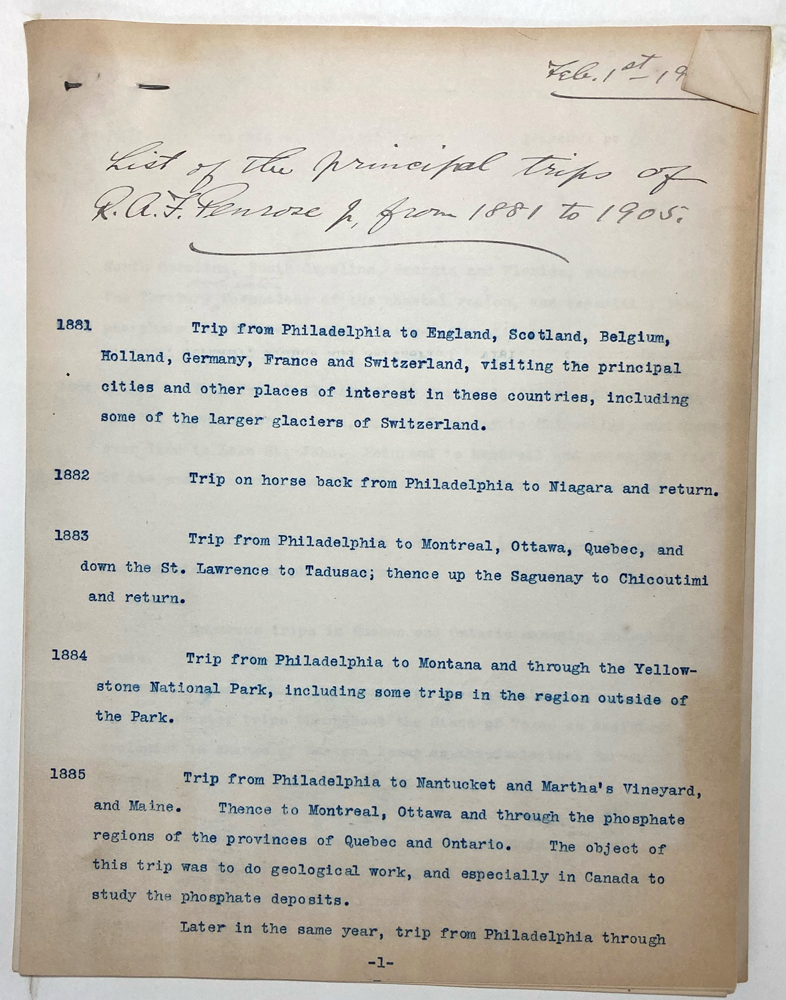 Feb. 1st - 19
List of the principal trips of
R.A.F. Penrose Jr, from 1881 to 1905.
1881 Trip from Philadelphia to England, Scotland, Belgium,
Holland, Germany, France and Switzerland, visiting the principal
cities and other places of interest in these countries, including
some of the larger glaciers of Switzerland.
1882 Trip on horse back from Philadelphia to Niagara and return.
1883 Trip from Philadelphia to Montreal, Ottawa, Quebec, and
down the St. Lawrence to Tadusac; thence up the Saguenay to Chicoutimi
and return.
1884 Trip from Philadelphia to Montana and through the Yellow-
stone National Park, including some trips in the region outside of
the Park.
1885 Trip from Philadelphia to Nantucket and Martha's Vineyard,
and Maine. Thence to Montreal, Ottawa and through the phosphate
regions of the provinces of Quebec and Ontario. The object of
this trip was to do geological work, and especially in Canada to
study the phosphate deposits.
Later in the same year, trip from Philadelphia through
-1-